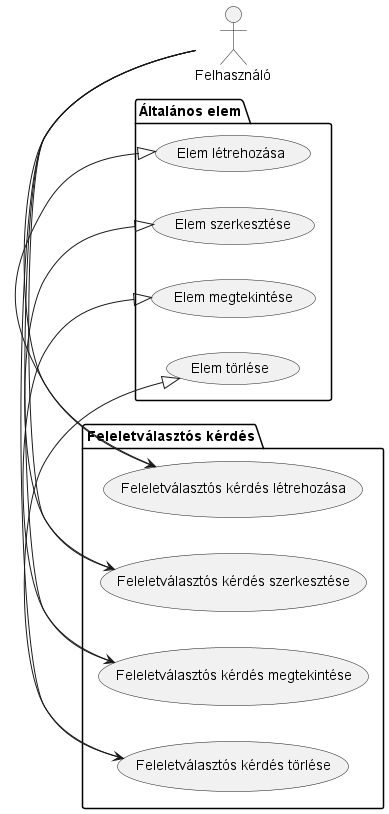 Felhasználó
Általános elem
Elem létrehozása
Elem szerkesztése
Elem megtekintése
Elem törlése
Feleletválasztós kérdés
Feleletválasztós kérdés létrehozása
Feleletválasztós kérdés szerkesztése
Feleletválasztós kérdés megtekintése
Feleletválasztós kérdés törlése